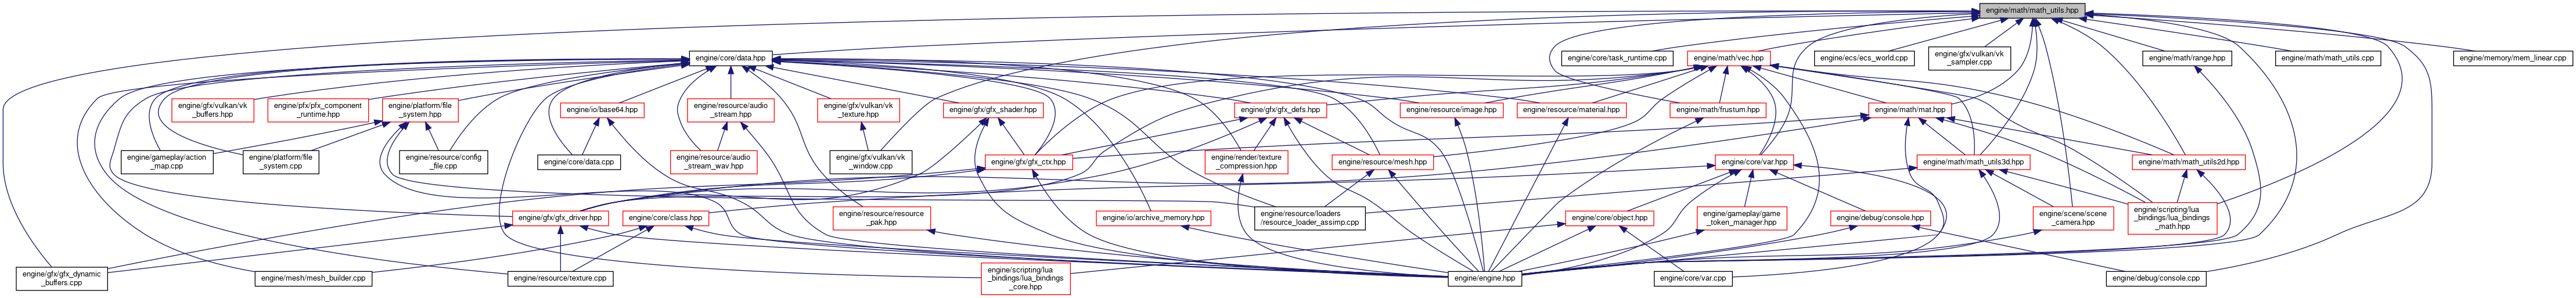 engine/math/math_utils.hpp
engine/core/data.hpp
engine/core/task_runtime.cpp
engine/math/vec.hpp
engine/ecs/ecs_world.cpp
engine/gfx/vulkan/vk
_sampler.cpp
engine/math/range.hpp
engine/math/math_utils.cpp
engine/memory/mem_linear.cpp
engine/gfx/vulkan/vk
_buffers.hpp
engine/pfx/pfx_component
_runtime.hpp
engine/platform/file
_system.hpp
engine/io/base64.hpp
engine/resource/audio
_stream.hpp
engine/gfx/vulkan/vk
_texture.hpp
engine/gfx/gfx_shader.hpp
engine/gfx/gfx_defs.hpp
engine/resource/image.hpp
engine/resource/material.hpp
engine/math/frustum.hpp
engine/math/mat.hpp
engine/gameplay/action
_map.cpp
engine/platform/file
_system.cpp
engine/resource/config
_file.cpp
engine/core/data.cpp
engine/resource/audio
_stream_wav.hpp
engine/gfx/vulkan/vk
_window.cpp
engine/gfx/gfx_ctx.hpp
engine/render/texture
_compression.hpp
engine/resource/mesh.hpp
engine/core/var.hpp
engine/math/math_utils3d.hpp
engine/math/math_utils2d.hpp
engine/gfx/gfx_driver.hpp
engine/core/class.hpp
engine/resource/resource
_pak.hpp
engine/io/archive_memory.hpp
engine/resource/loaders
/resource_loader_assimp.cpp
engine/core/object.hpp
engine/gameplay/game
_token_manager.hpp
engine/debug/console.hpp
engine/scene/scene
_camera.hpp
engine/scripting/lua
_bindings/lua_bindings
_math.hpp
engine/gfx/gfx_dynamic
_buffers.cpp
engine/mesh/mesh_builder.cpp
engine/resource/texture.cpp
engine/scripting/lua
_bindings/lua_bindings
_core.hpp
engine/engine.hpp
engine/core/var.cpp
engine/debug/console.cpp